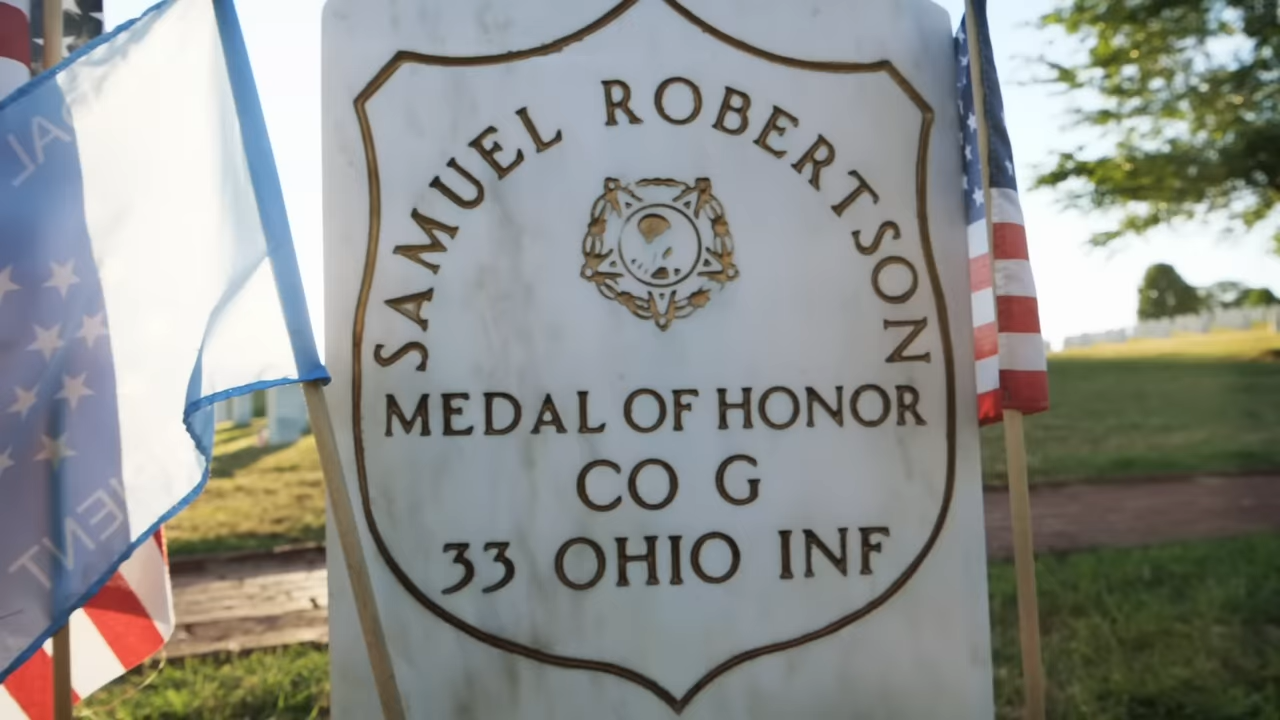 SAMUEL ROBERTSON
MEDAL OF HONOR
CO G
33 OHIO INF